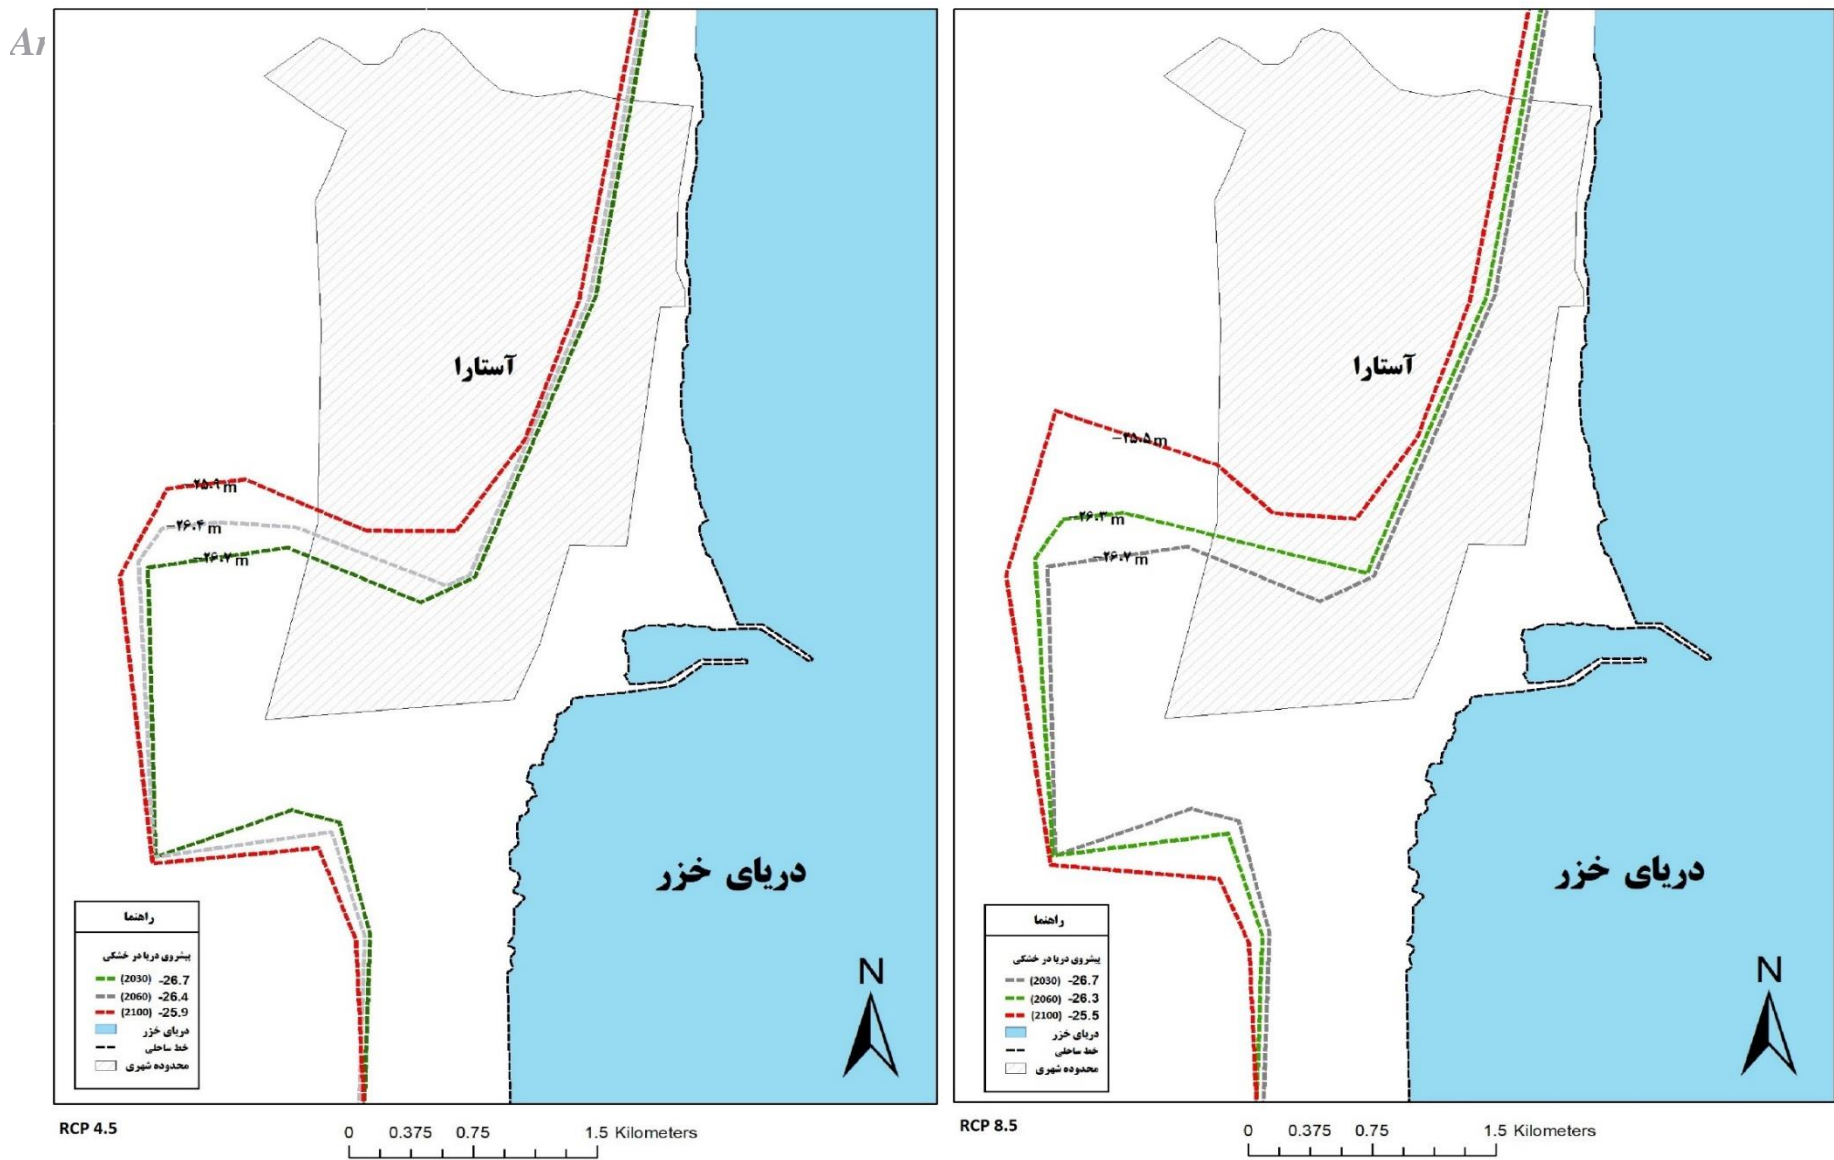 Ar
آستارا
–۲۵.۹ m
–۲۶.۴ m
–۲۶.۷ m
دریای خزر
راهنما
پیشروی دریا در خشکی
(2030) -26.7
(2060) -26.4
(2100) -25.9
دریای خزر
خط ساحلی
محدوده شهری
N
RCP 4.5
0 0.375 0.75 1.5 Kilometers
آستارا
–۲۵.۵ m
–۲۶.۳ m
–۲۶.۷ m
دریای خزر
راهنما
پیشروی دریا در خشکی
(2030) -26.7
(2060) -26.3
(2100) -25.5
دریای خزر
خط ساحلی
محدوده شهری
N
RCP 8.5
0 0.375 0.75 1.5 Kilometers